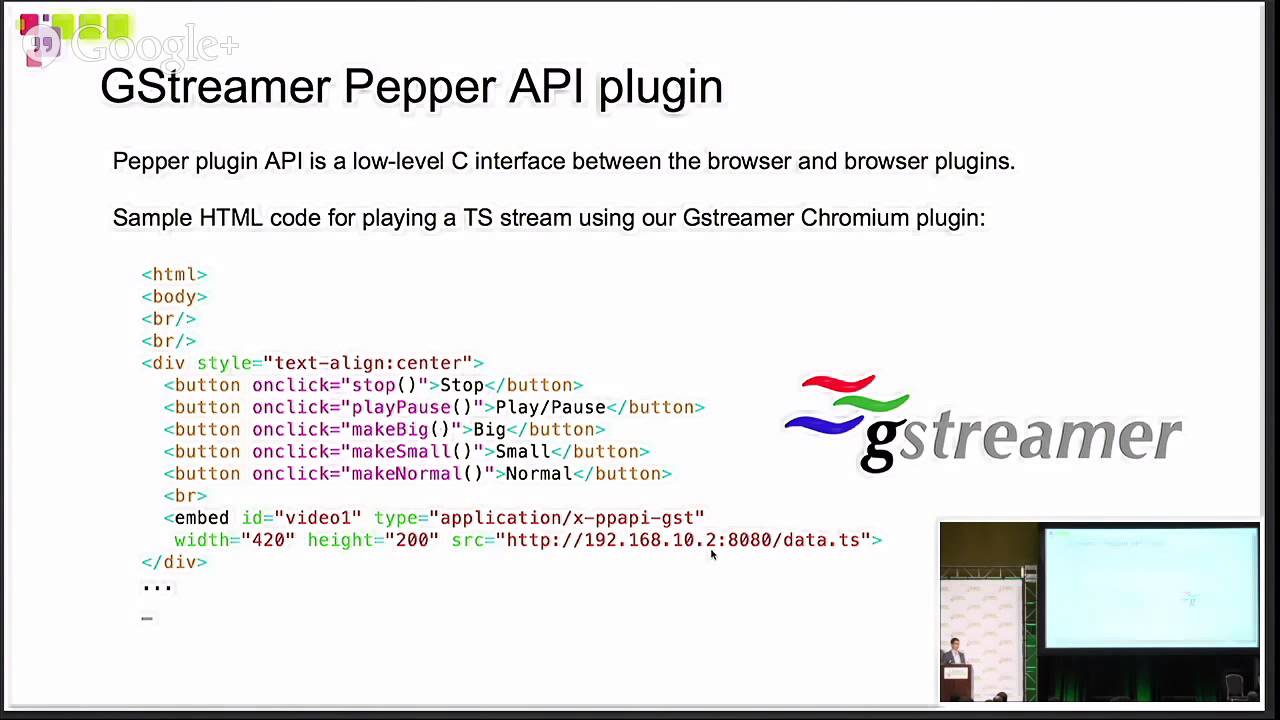 Google+
GStreamer Pepper API plugin
Pepper plugin API is a low-level C interface between the browser and browser plugins.
Sample HTML code for playing a TS stream using our Gstreamer Chromium plugin:
<html>
<body>
<br/>
<br/>
<div style="text-align:center">
<button onclick="stop()">Stop</button>
<button onclick="playPause()">Play/Pause</button>
<button onclick="makeBig()">Big</button>
<button onclick="makeSmall()">Small</button>
<button onclick="makeNormal()">Normal</button>
<br>
<embed id="video1" type="application/x-ppapi-gst"
width="420" height="200" src="http://192.168.10.2:8080/data.ts">
</div>
...
gstreamer